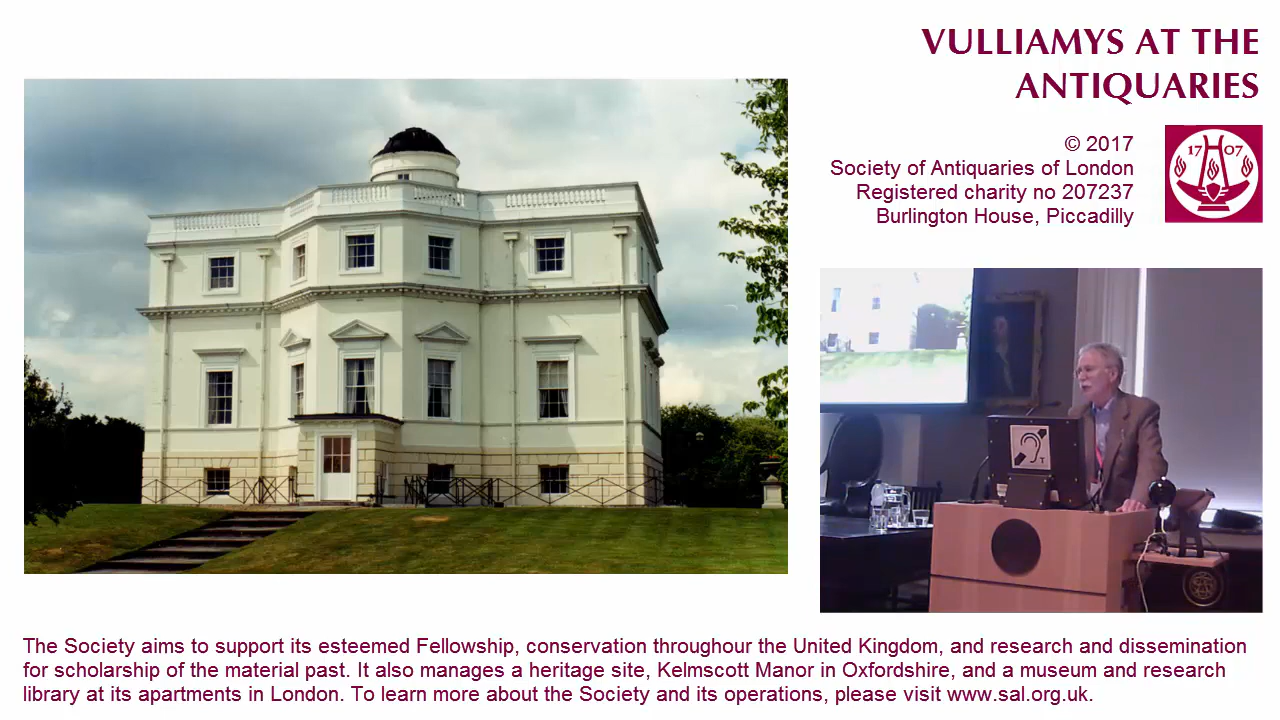 VULLIAMYS AT THE
ANTIQUARIES
© 2017
Society of Antiquaries of London
Registered charity no 207237
Burlington House, Piccadilly
17 07
T
The Society aims to support its esteemed Fellowship, conservation throughour the United Kingdom, and research and dissemination
for scholarship of the material past. It also manages a heritage site, Kelmscott Manor in Oxfordshire, and a museum and research
library at its apartments in London. To learn more about the Society and its operations, please visit www.sal.org.uk.